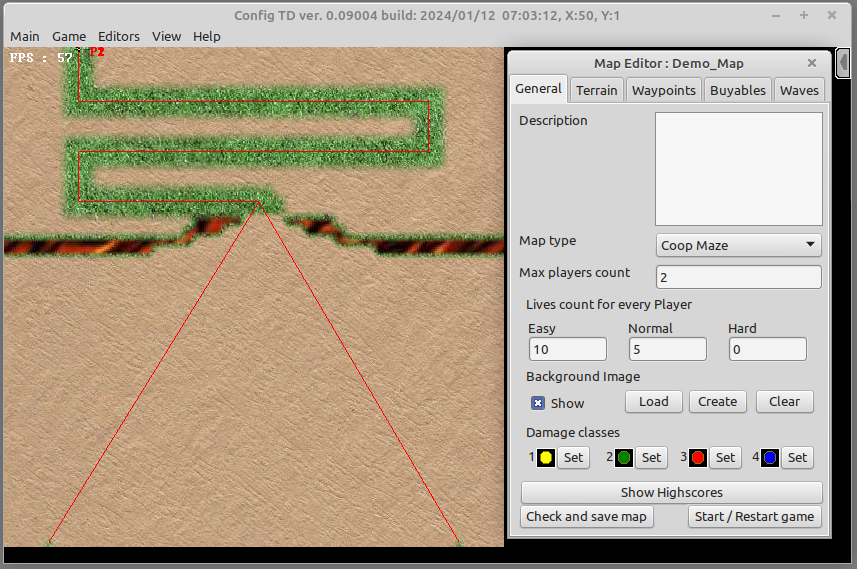 Config TD ver. 0.09004 build: 2024/01/12 07:03:12, X:50, Y:1
Main Game Editors View Help
FPS : 57
P2
Map Editor : Demo_Map
General Terrain Waypoints Buyables Waves
Description
Map type Coop Maze
Max players count 2
Lives count for every Player
Easy Normal Hard
10 5 0
Background Image
Show Load Create Clear
Damage classes
1 Set 2 Set 3 Set 4 Set
Show Highscores
Check and save map Start / Restart game